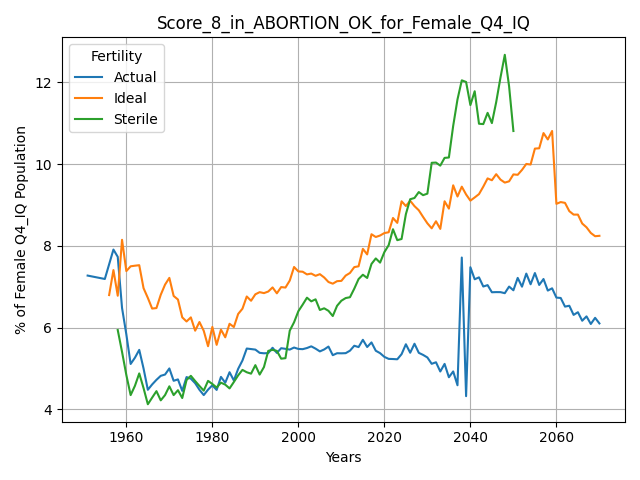 Score_8_in_ABORTION_OK_for_Female_Q4_IQ
Fertility
Actual
Ideal
Sterile
% of Female Q4_IQ Population
12
10
8
6
4
1960
1980
2000
2020
2040
2060
Years